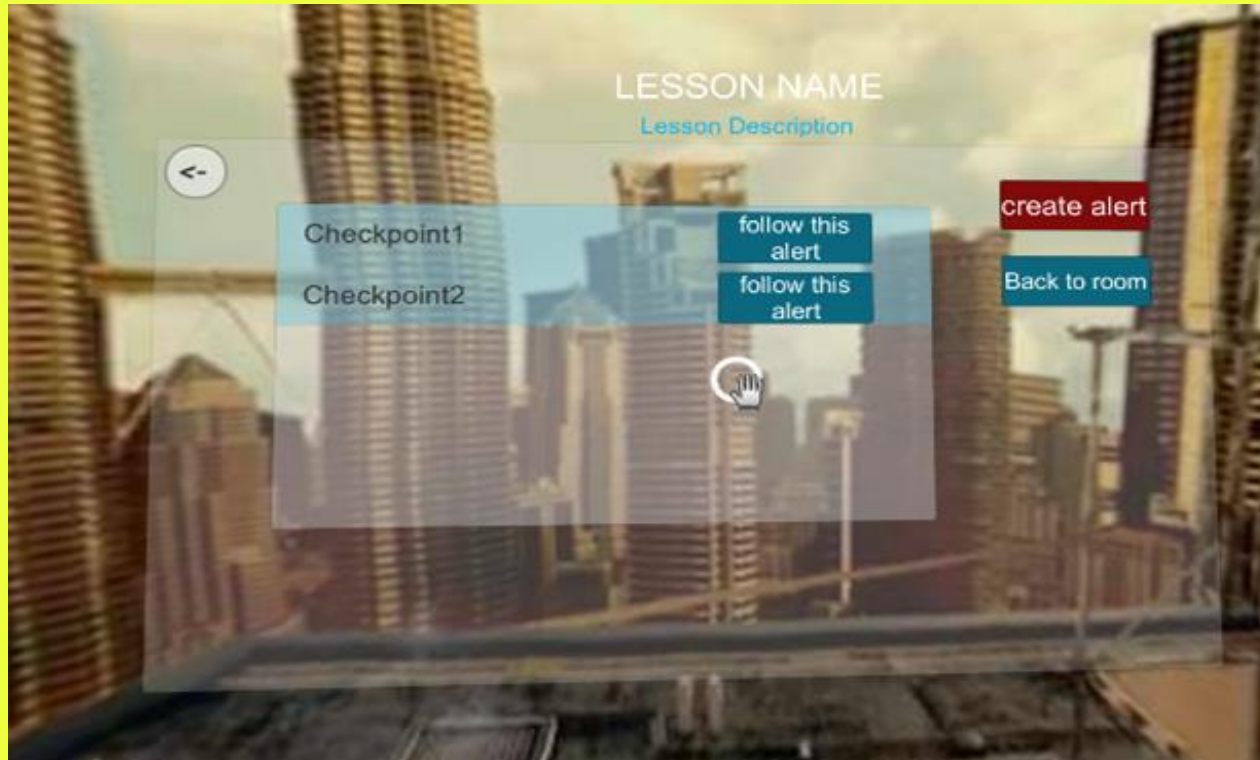 LESSON NAME
Lesson Description
<-
create alert
Checkpoint1
follow this
alert
Checkpoint2
follow this
alert
Back to room